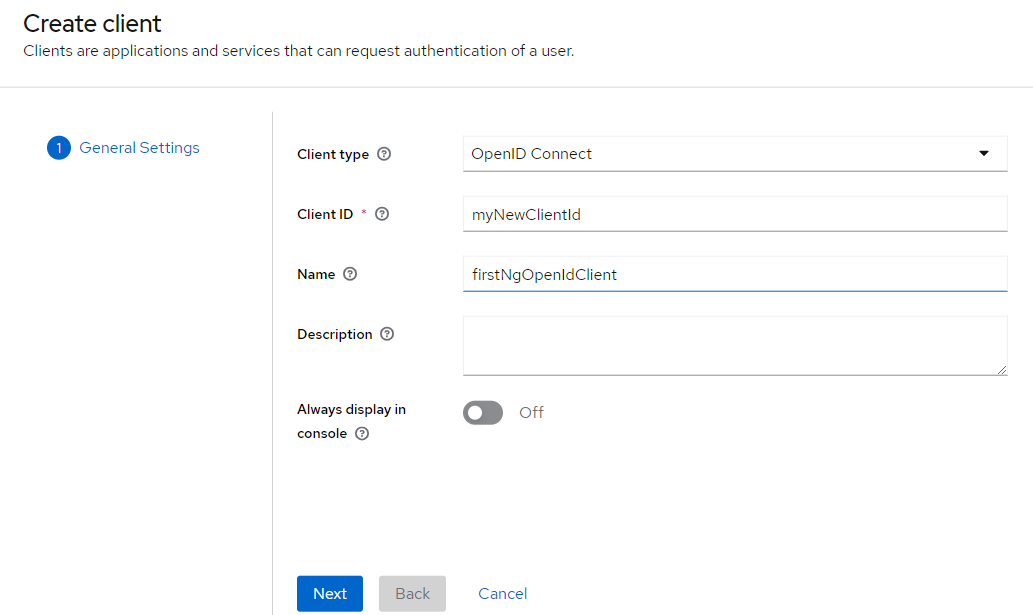 Create client
Clients are applications and services that can request authentication of a user.
1 General Settings
Client type
OpenID Connect
Client ID *
myNewClientId
Name
firstNgOpenIdClient
Description
Always display in
console
Off
Next
Back
Cancel